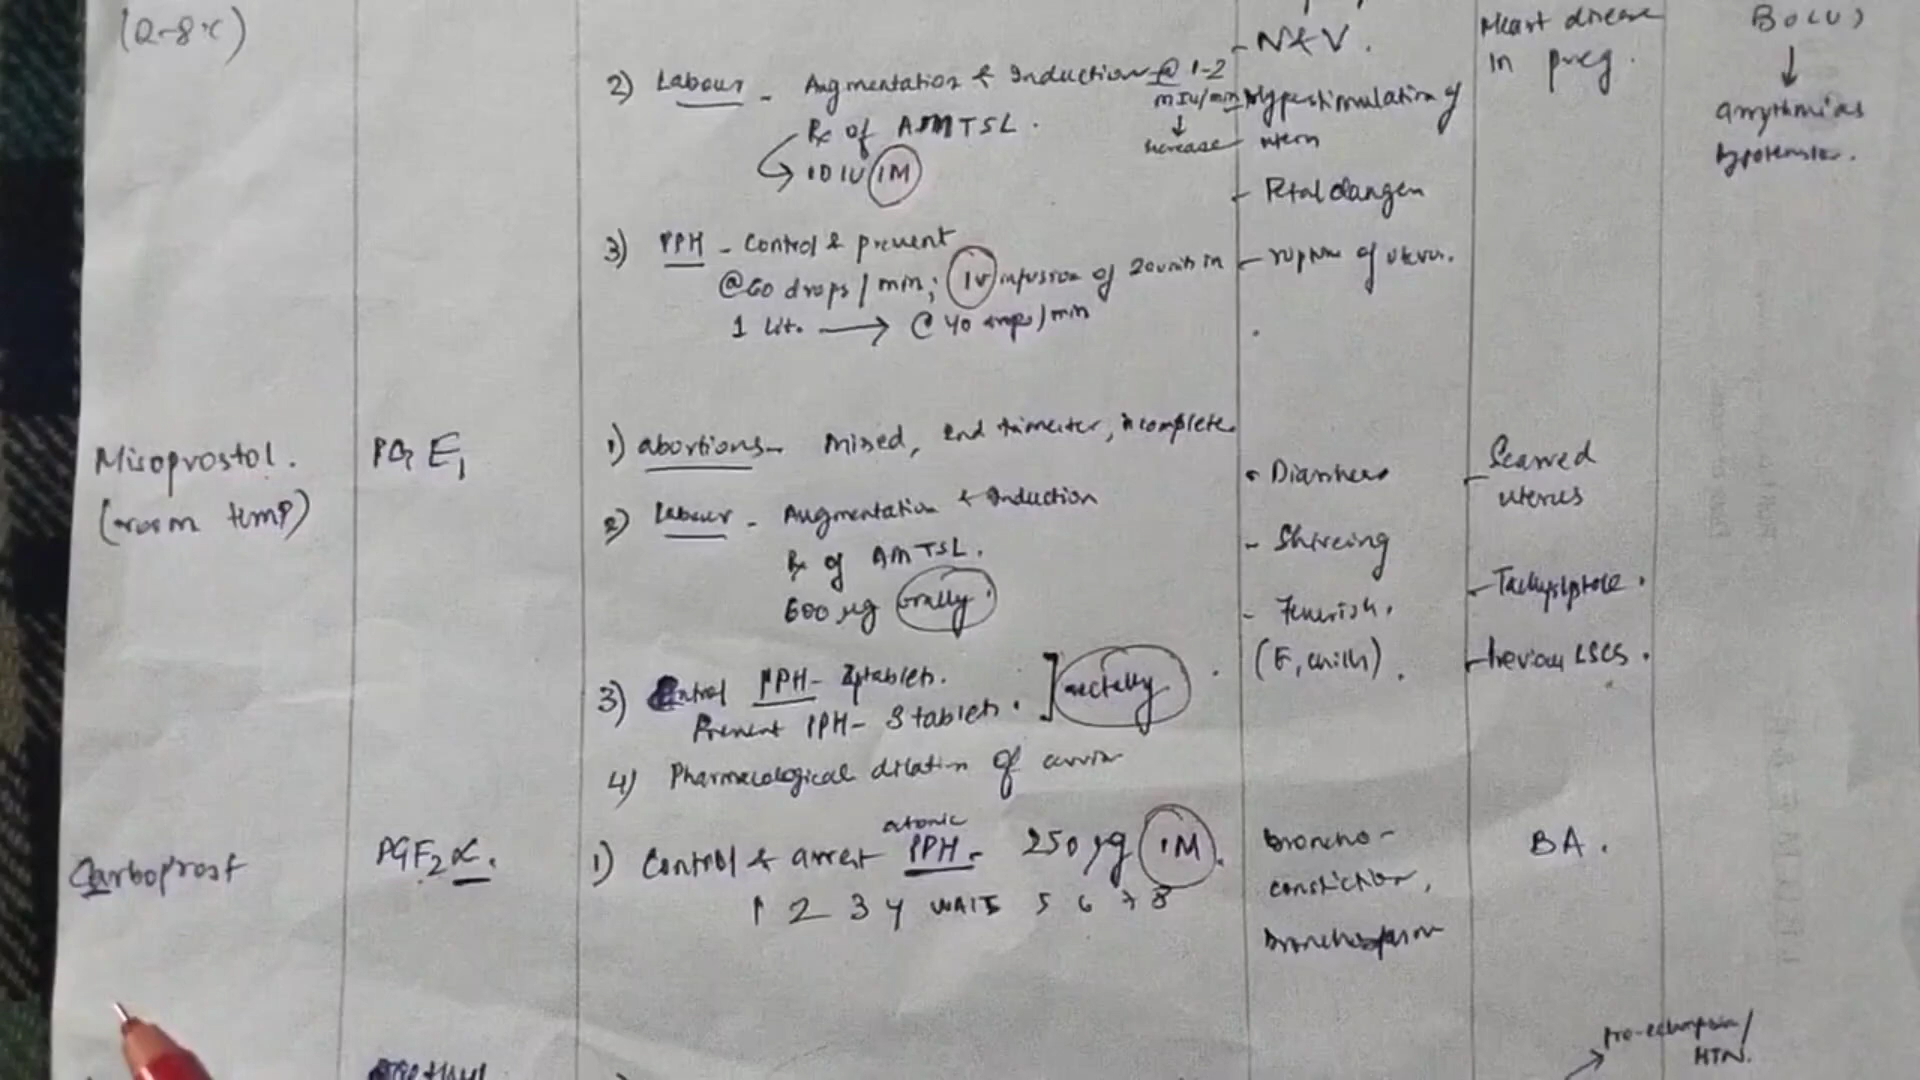 (2-8°c)
2) Labour - Augmentation & Induction @ 1-2
mIU/min
↓
increase
Rx of AMTSL.
10 IU IM
3) PPH - Control & prevent
@60 drops/min; IV infusion of 20 units in
1 Lit. → @ 40 drops/min
- N & V.
- Hyperstimulation of
uterus
- Fetal danger
- rupture of uterus.
Heart disease
in preg.
Bolus
↓
arrythmias
hypotension.
Misoprostol.
(room temp)
PG E1
1) abortions - Missed, 2nd trimester, incomplete.
2) Labour - Augmentation & Induction
Rx of AMTSL.
600 µg orally.
3) Control PPH - tablets.
Prevent PPH - 3 tablets.
] rectally
4) Pharmacological dilation of cervix
• Diarrhea
- Shivering
- Feverish.
(F, chills).
- Scarred
uterus
- Tachysystole.
- Previous LSCS.
Carboprost
PGF2α.
1) Control & arrest atonic PPH - 250 µg IM.
1 2 3 4 WAIT 5 6 7 8
broncho-
constriction,
bronchospasm
BA.
pre-eclampsia/
HTN.